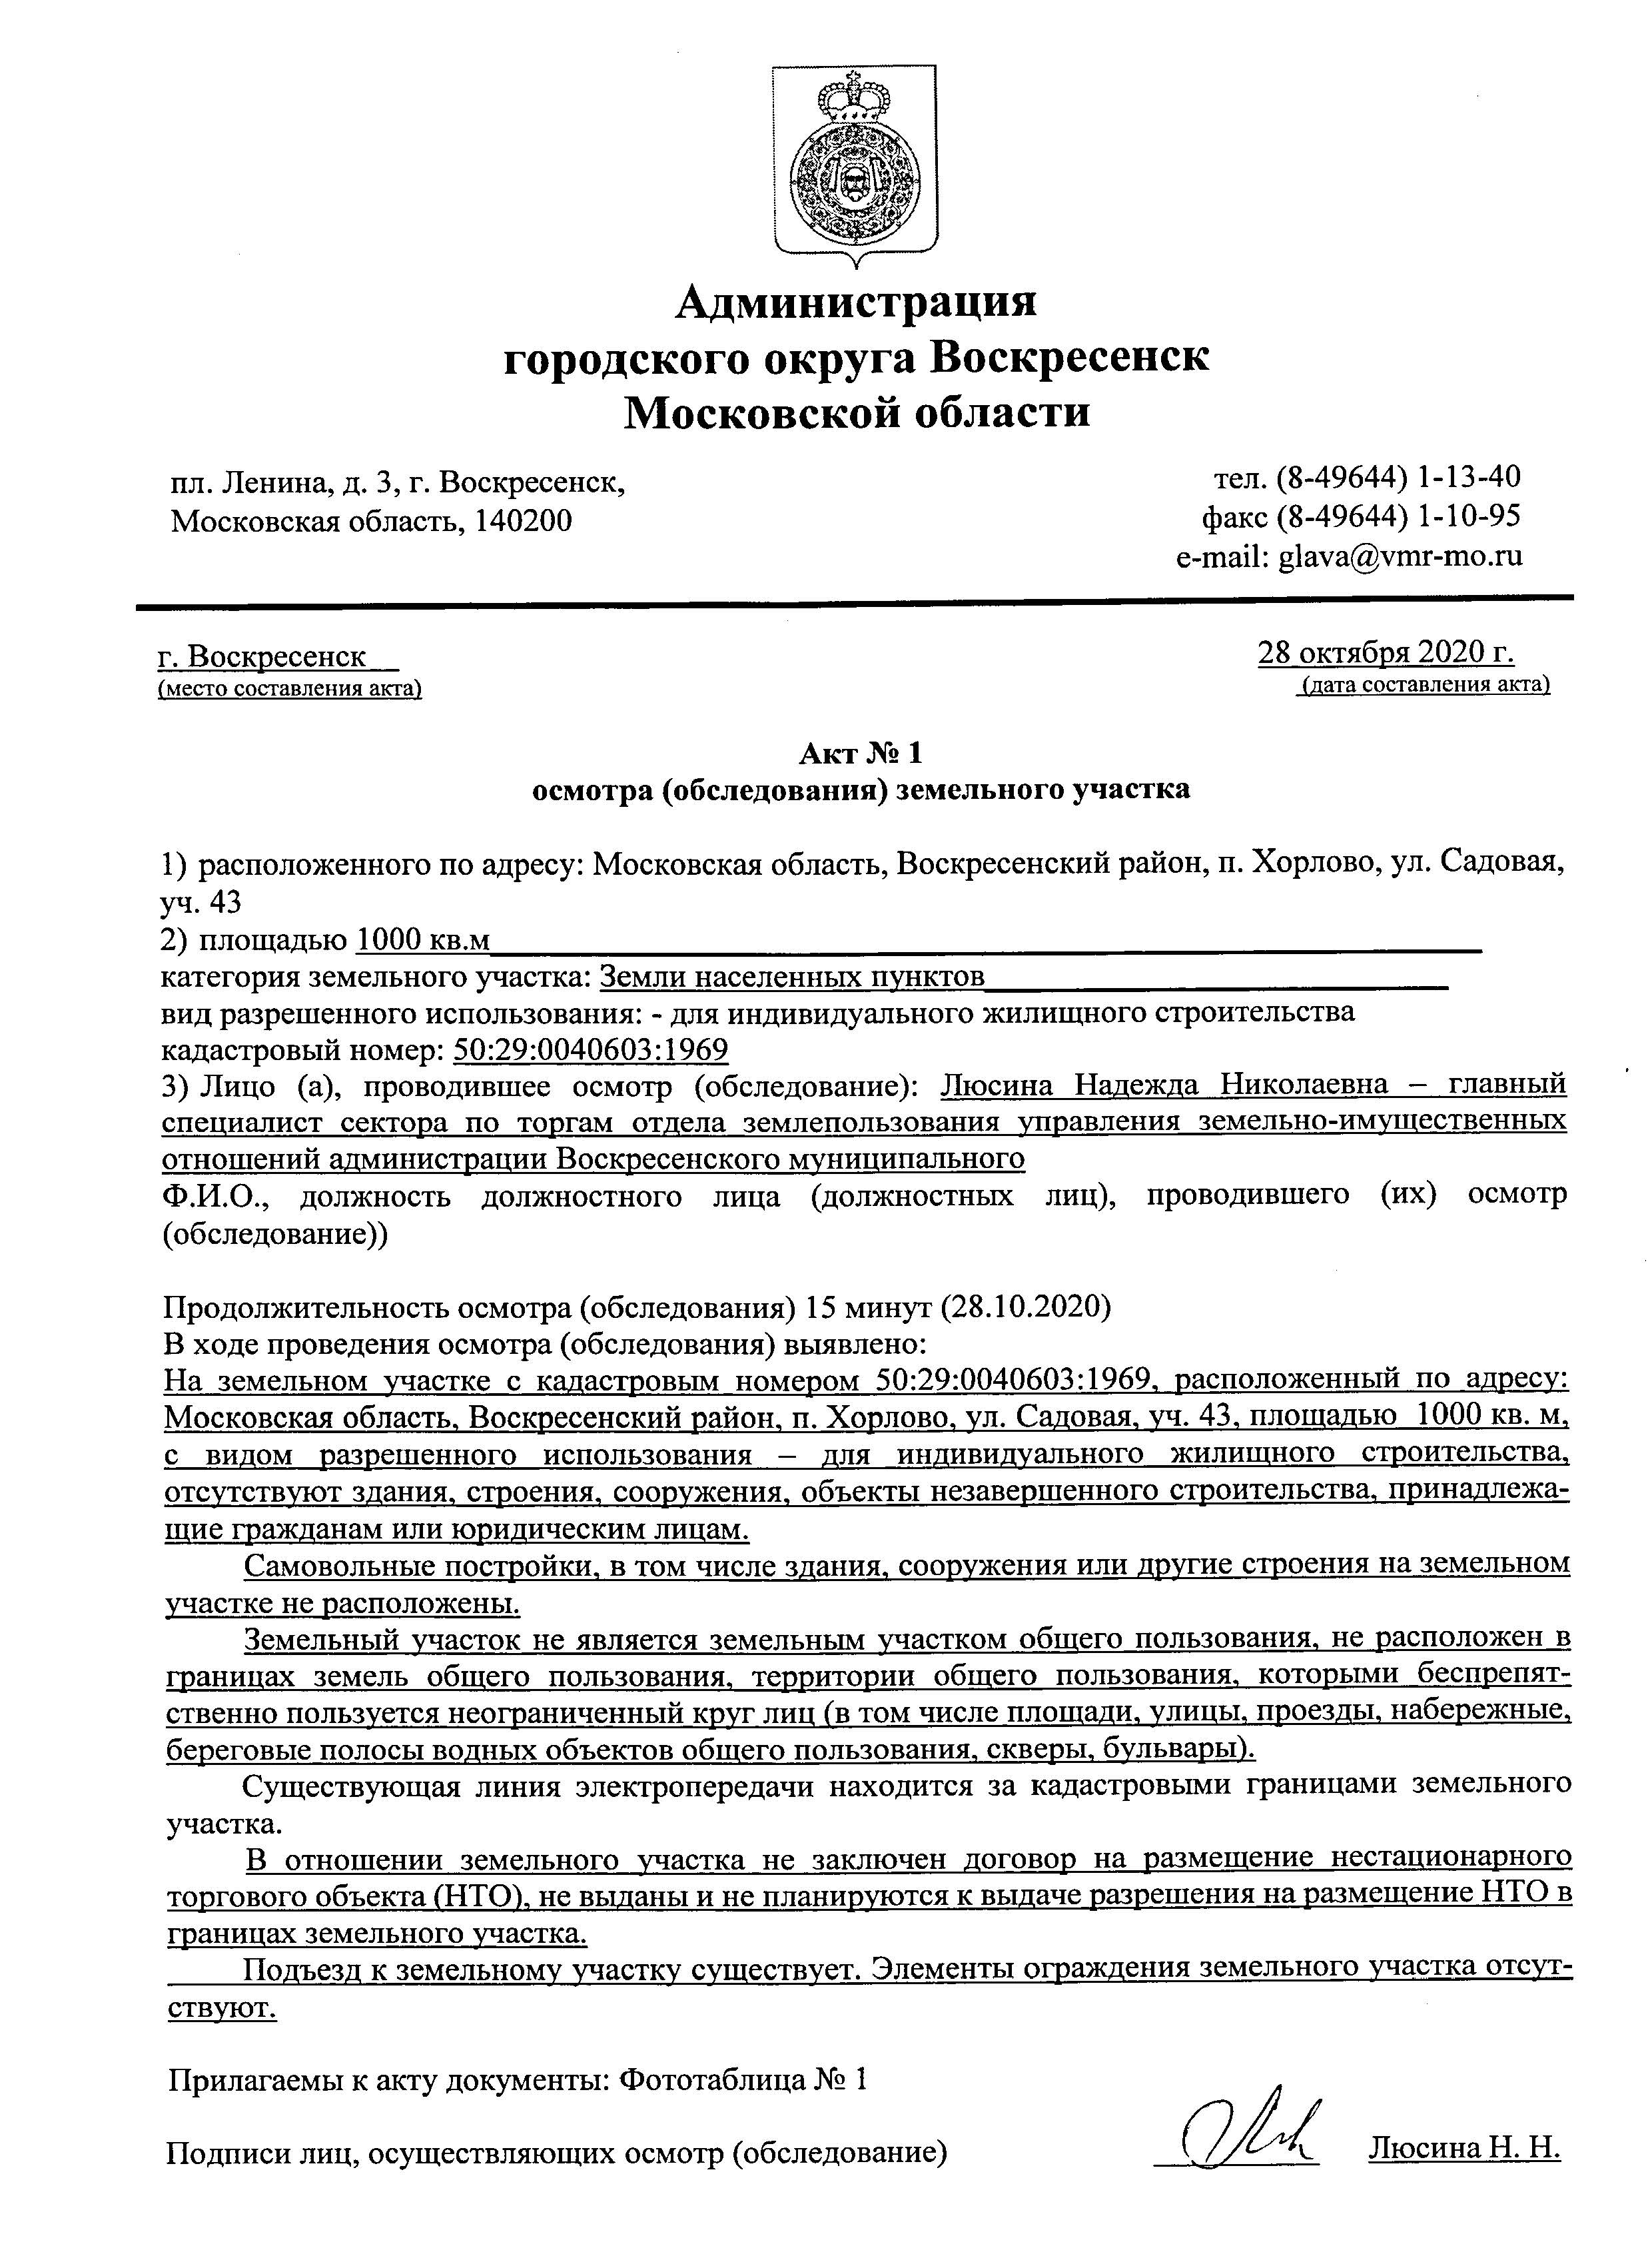 Администрация
городского округа Воскресенск
Московской области
пл. Ленина, д. 3, г. Воскресенск,
Московская область, 140200
тел. (8-49644) 1-13-40
факс (8-49644) 1-10-95
e-mail: glava@vmr-mo.ru
г. Воскресенск__
(место составления акта)
28 октября 2020 г.
(дата составления акта)
Акт № 1
осмотра (обследования) земельного участка
1) расположенного по адресу: Московская область, Воскресенский район, п. Хорлово, ул. Садовая,
уч. 43
2) площадью 1000 кв.м
категория земельного участка: Земли населенных пунктов
вид разрешенного использования: - для индивидуального жилищного строительства
кадастровый номер: 50:29:0040603:1969
3) Лицо (а), проводившее осмотр (обследование): Люсина Надежда Николаевна – главный
специалист сектора по торгам отдела землепользования управления земельно-имущественных
отношений администрации Воскресенского муниципального
Ф.И.О., должность должностного лица (должностных лиц), проводившего (их) осмотр
(обследование))
Продолжительность осмотра (обследования) 15 минут (28.10.2020)
В ходе проведения осмотра (обследования) выявлено:
На земельном участке с кадастровым номером 50:29:0040603:1969, расположенный по адресу:
Московская область, Воскресенский район, п. Хорлово, ул. Садовая, уч. 43, площадью 1000 кв. м,
с видом разрешенного использования – для индивидуального жилищного строительства,
отсутствуют здания, строения, сооружения, объекты незавершенного строительства, принадлежа-
щие гражданам или юридическим лицам.
Самовольные постройки, в том числе здания, сооружения или другие строения на земельном
участке не расположены.
Земельный участок не является земельным участком общего пользования, не расположен в
границах земель общего пользования, территории общего пользования, которыми беспрепят-
ственно пользуется неограниченный круг лиц (в том числе площади, улицы, проезды, набережные,
береговые полосы водных объектов общего пользования, скверы, бульвары).
Существующая линия электропередачи находится за кадастровыми границами земельного
участка.
В отношении земельного участка не заключен договор на размещение нестационарного
торгового объекта (НТО), не выданы и не планируются к выдаче разрешения на размещение НТО в
границах земельного участка.
Подъезд к земельному участку существует. Элементы ограждения земельного участка отсут-
ствуют.
Прилагаемы к акту документы: Фототаблица № 1
Подписи лиц, осуществляющих осмотр (обследование)
Люсина Н. Н.